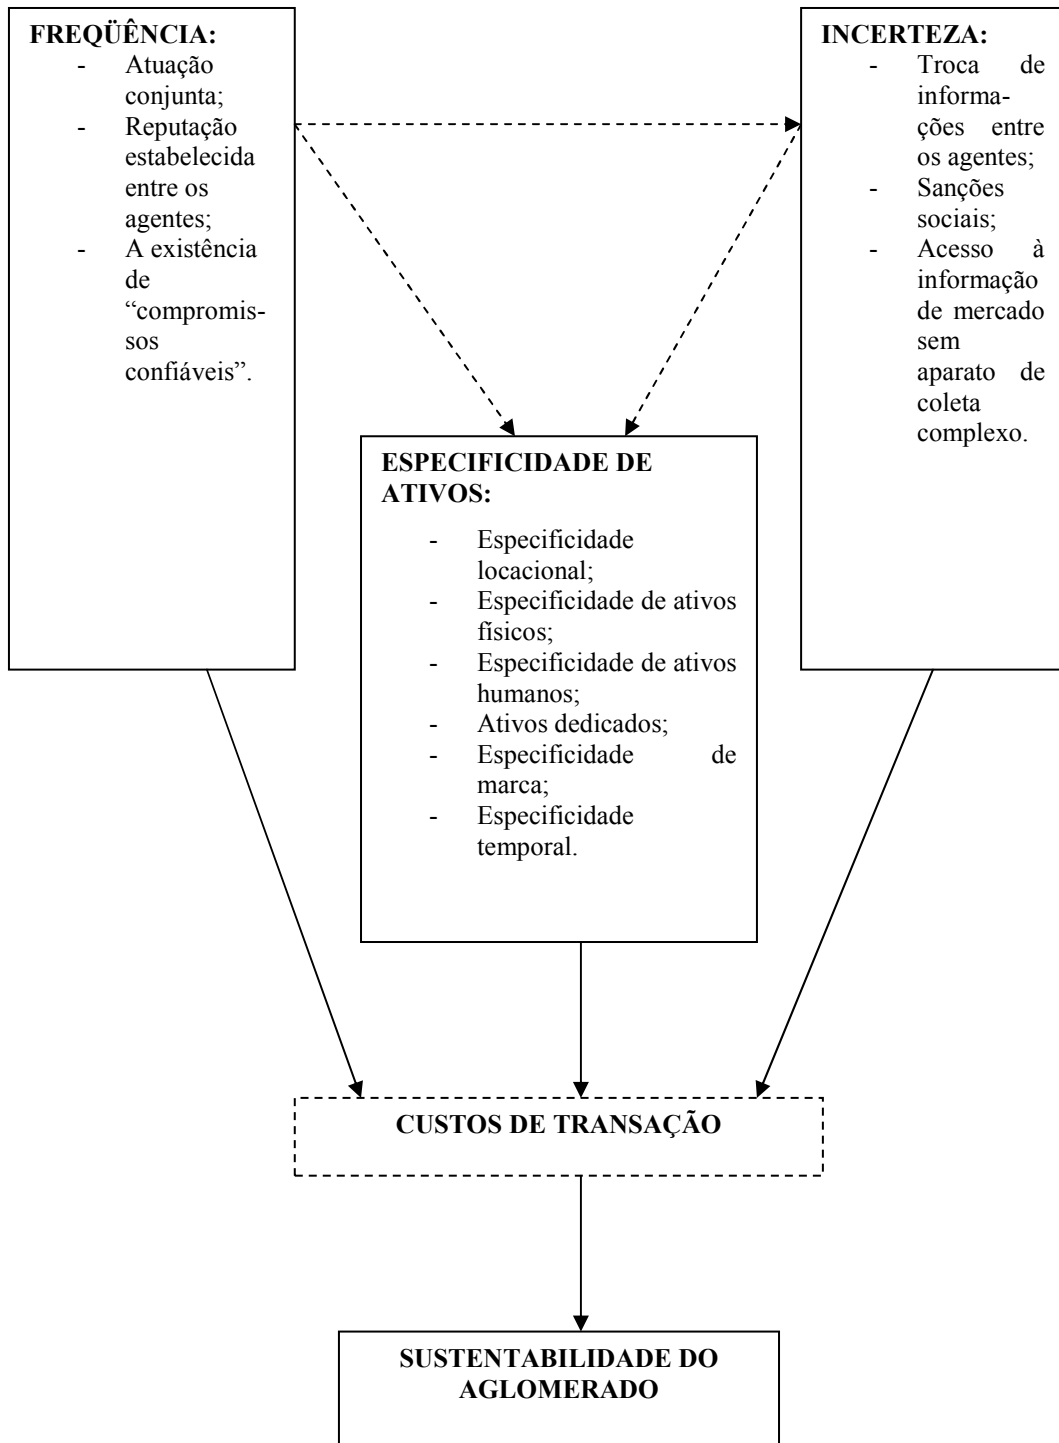 FREQÜÊNCIA:
- Atuação
conjunta;
- Reputação
estabelecida
entre os
agentes;
- A existência
de
“compromis-
sos
confiáveis”.
INCERTEZA:
- Troca de
informa-
ções entre
os agentes;
- Sanções
sociais;
- Acesso à
informação
de mercado
sem
aparato de
coleta
complexo.
ESPECIFICIDADE DE
ATIVOS:
- Especificidade
locacional;
- Especificidade de ativos
físicos;
- Especificidade de ativos
humanos;
- Ativos dedicados;
- Especificidade de
marca;
- Especificidade
temporal.
CUSTOS DE TRANSAÇÃO
SUSTENTABILIDADE DO
AGLOMERADO